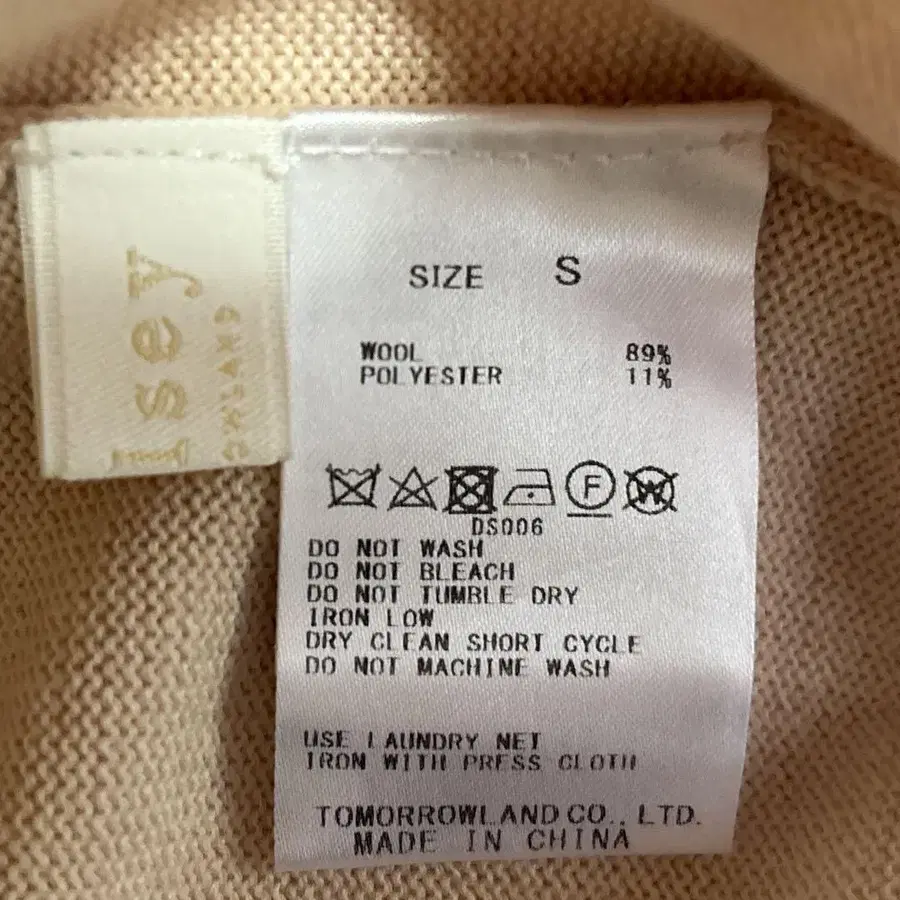 SIZE S
WOOL 89%
POLYESTER 11%
F W
DS006
DO NOT WASH
DO NOT BLEACH
DO NOT TUMBLE DRY
IRON LOW
DRY CLEAN SHORT CYCLE
DO NOT MACHINE WASH
USE LAUNDRY NET
IRON WITH PRESS CLOTH
TOMORROWLAND CO., LTD.
MADE IN CHINA